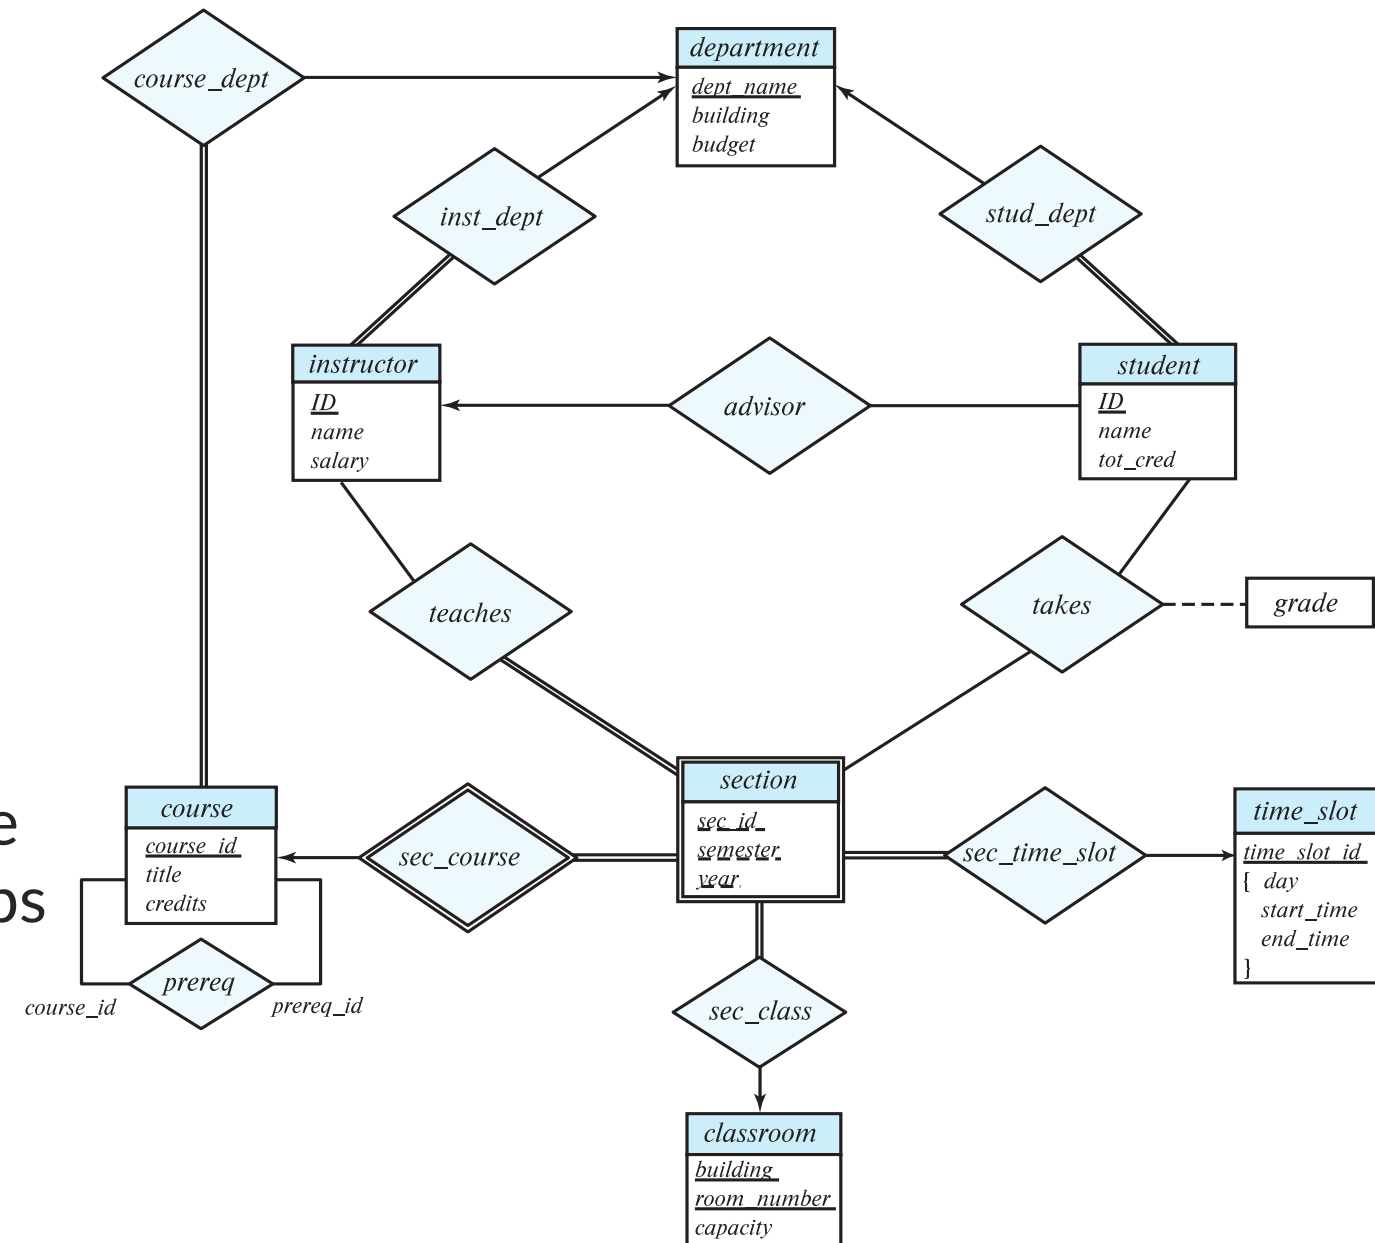 course_dept
department
dept_name
building
budget
inst_dept
stud_dept
instructor
ID
name
salary
advisor
student
ID
name
tot_cred
teaches
takes
grade
course
course_id
title
credits
sec_course
section
sec_id
semester
year
sec_time_slot
time_slot
time_slot_id
{ day
start_time
end_time
}
prereq
course_id
prereq_id
sec_class
classroom
building
room_number
capacity